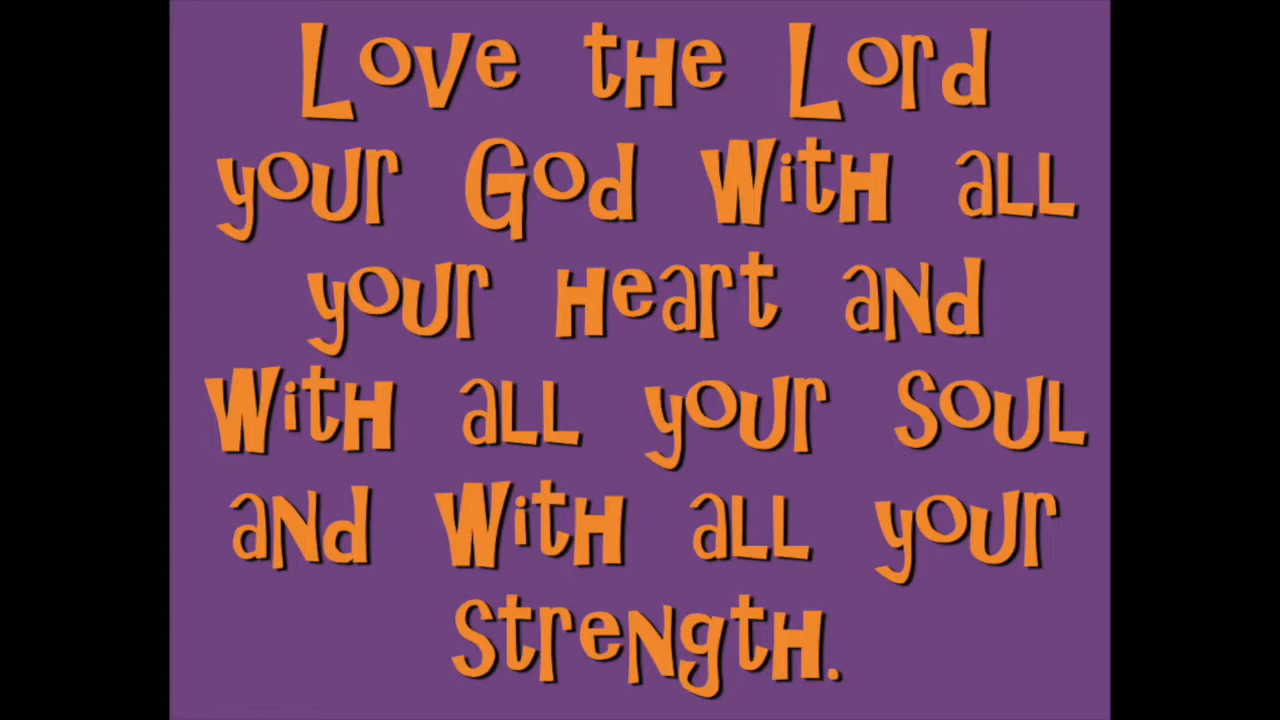 Love the Lord
your God with all
your heart and
with all your soul
and with all your
strength.